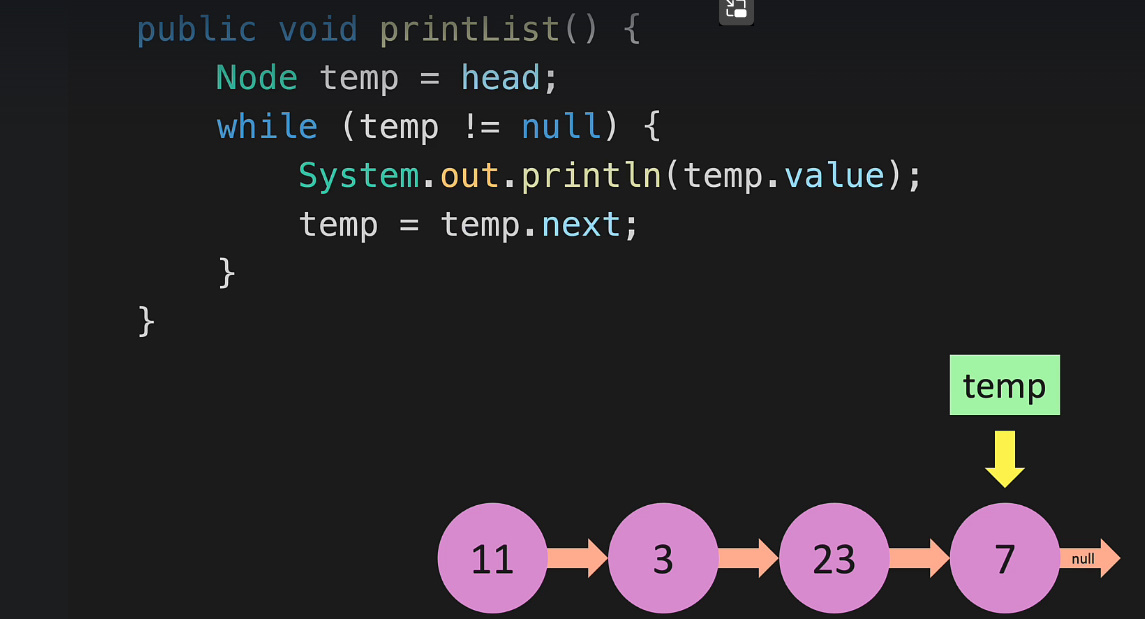 public void printList() {
    Node temp = head;
    while (temp != null) {
        System.out.println(temp.value);
        temp = temp.next;
    }
}
temp
11 3 23 7 null